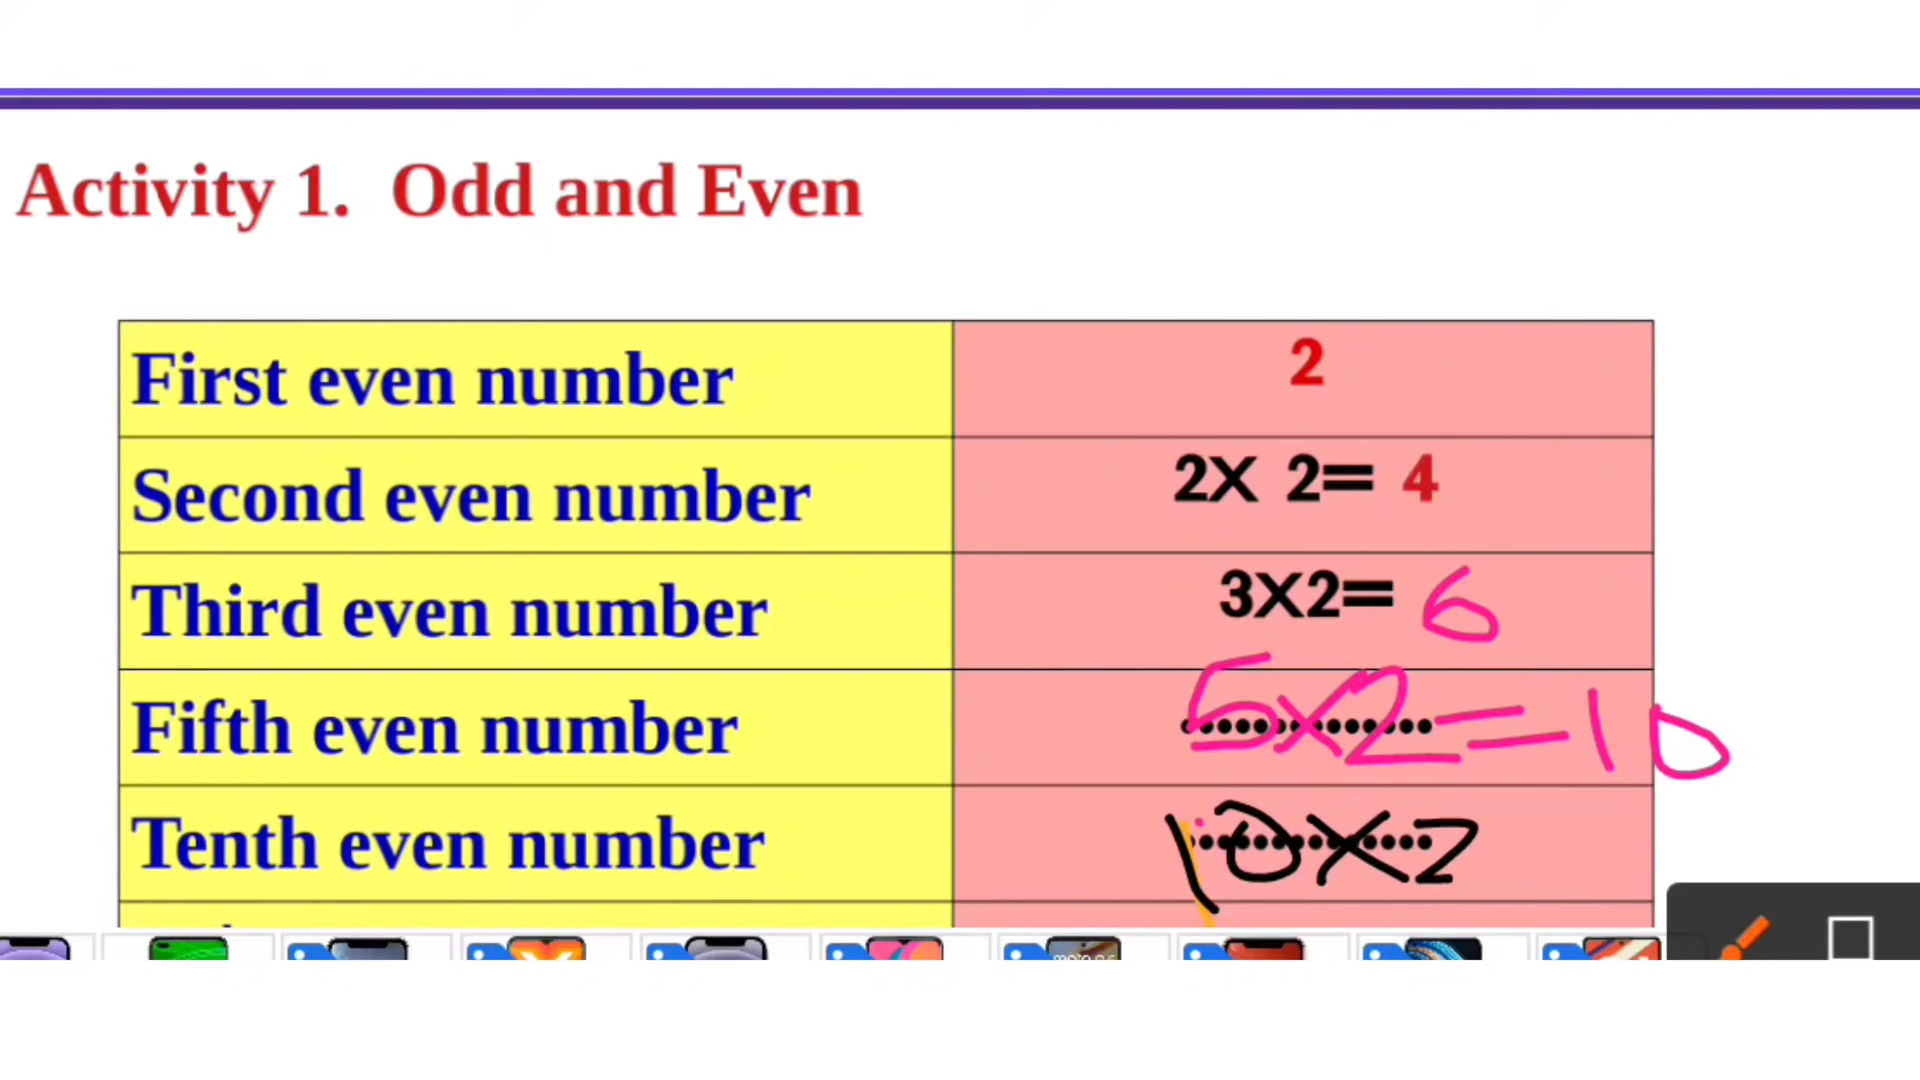 Activity 1. Odd and Even
First even number 2
Second even number 2X 2= 4
Third even number 3X2= 6
Fifth even number 5x2=10
Tenth even number 10x2